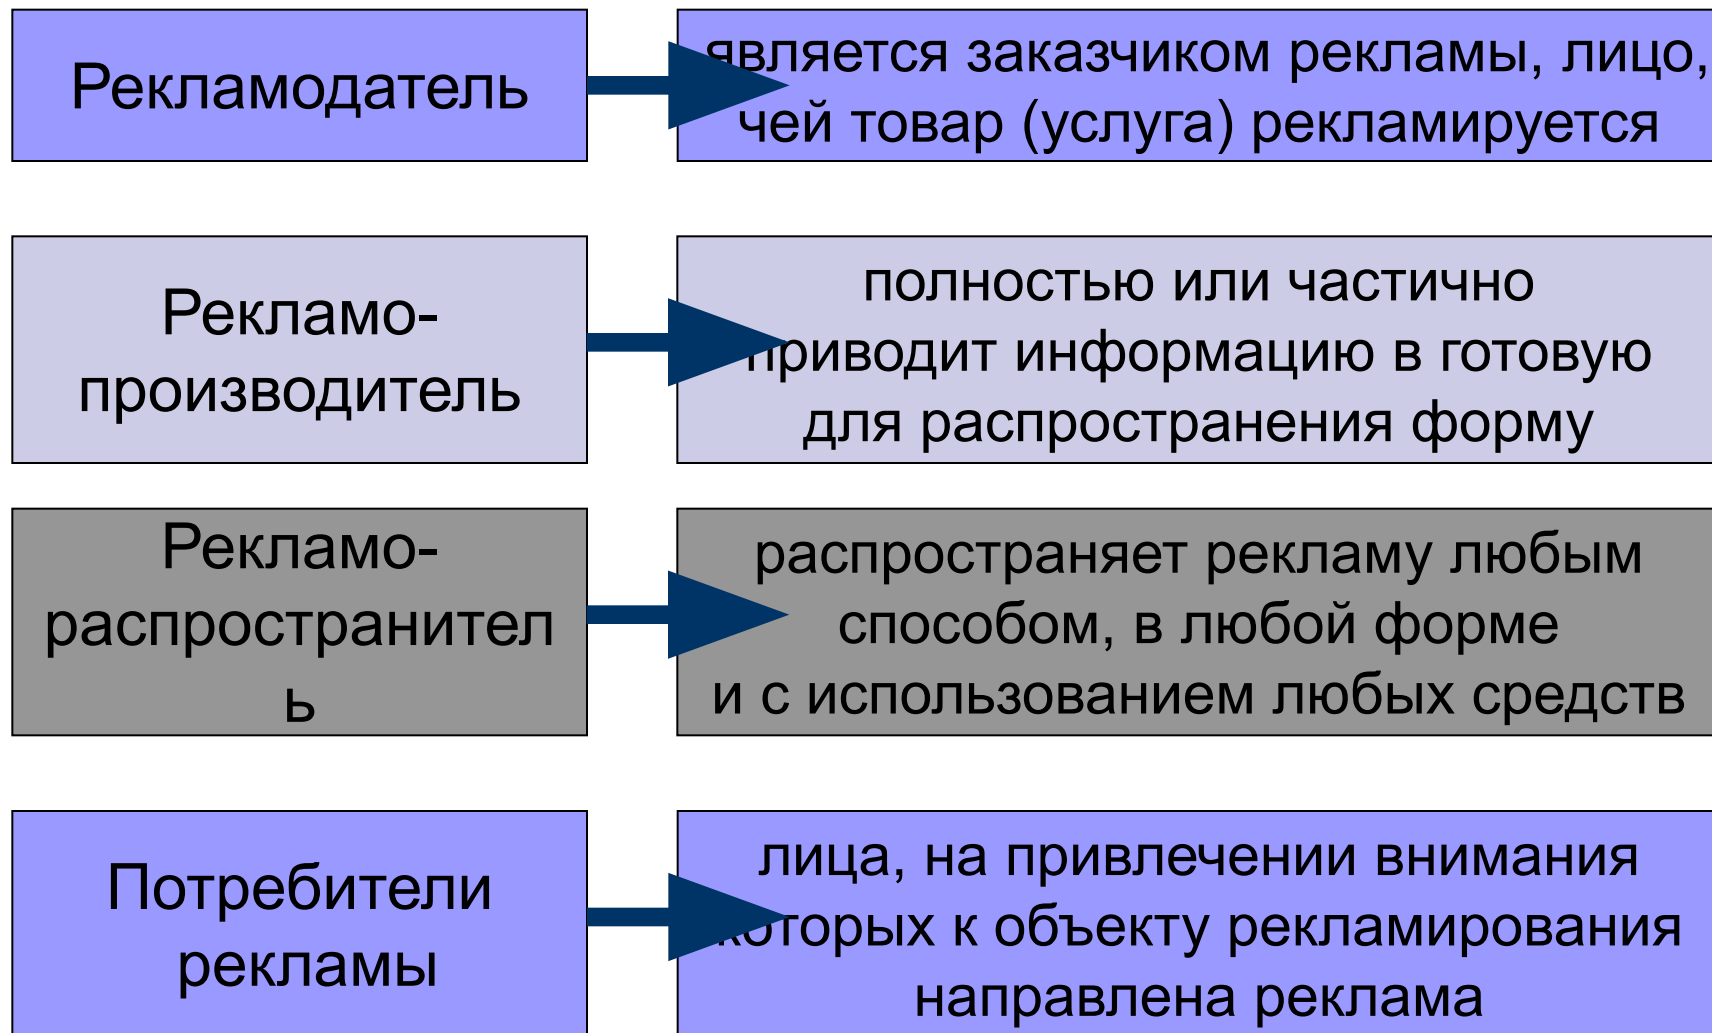 Рекламодатель
является заказчиком рекламы, лицо,
чей товар (услуга) рекламируется
Рекламо-
производитель
полностью или частично
приводит информацию в готовую
для распространения форму
Рекламо-
распространител
ь
распространяет рекламу любым
способом, в любой форме
и с использованием любых средств
Потребители
рекламы
лица, на привлечении внимания
которых к объекту рекламирования
направлена реклама